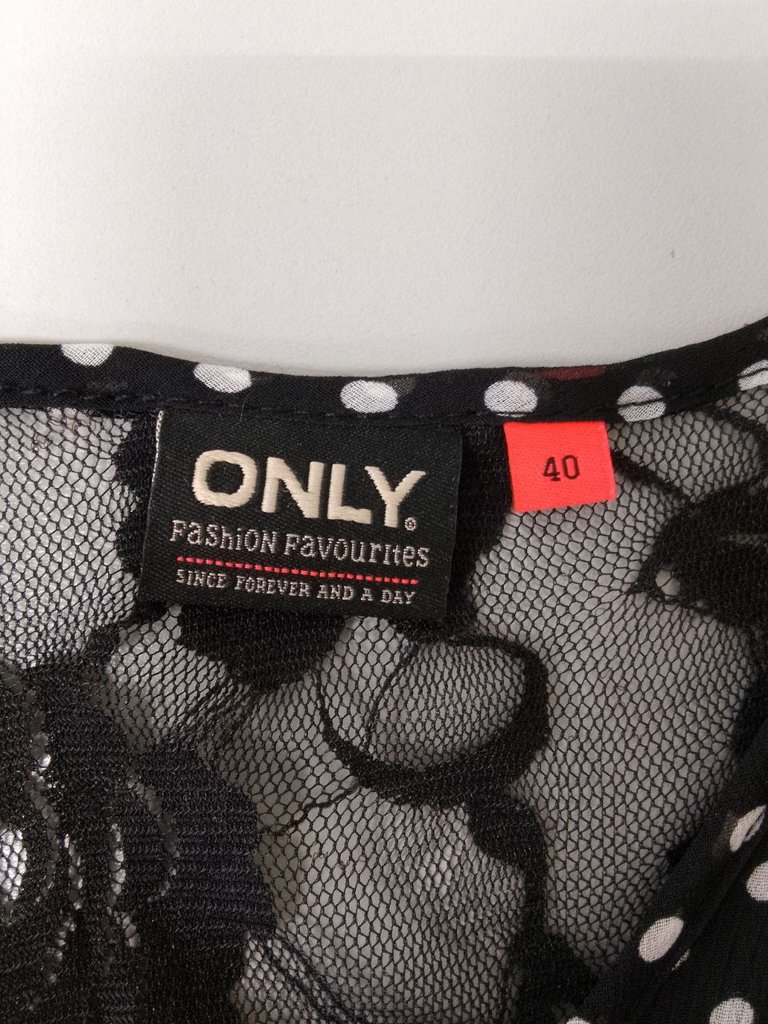 ONLY®
FaShiON FavOuRItes
SINCE FOREVER AND A DAY
40